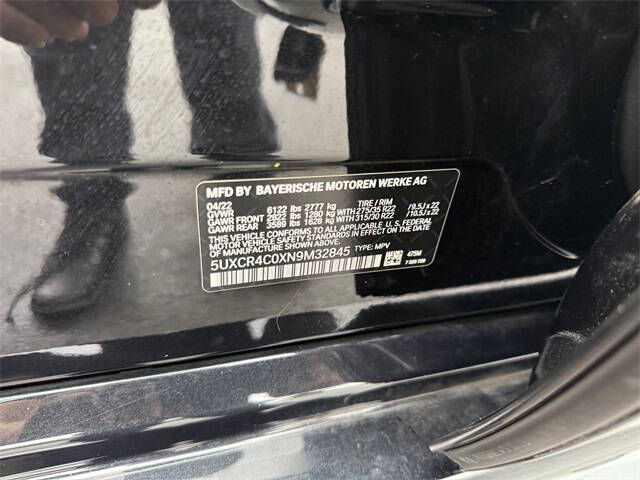 MFD BY BAYERISCHE MOTOREN WERKE AG
04/22 TIRE / RIM
GVWR 6122 lbs 2777 kg
GAWR FRONT 2822 lbs 1280 kg WITH 275/35 R22 / 9.5J x 22
GAWR REAR 3589 lbs 1628 kg WITH 315/30 R22 / 10.5J x 22
THIS VEHICLE CONFORMS TO ALL APPLICABLE U. S. FEDERAL
MOTOR VEHICLE SAFETY STANDARDS IN EFFECT ON THE DATE
OF MANUFACTURE SHOWN ABOVE.
5UXCR4C0XN9M32845 TYPE: MPV
475M